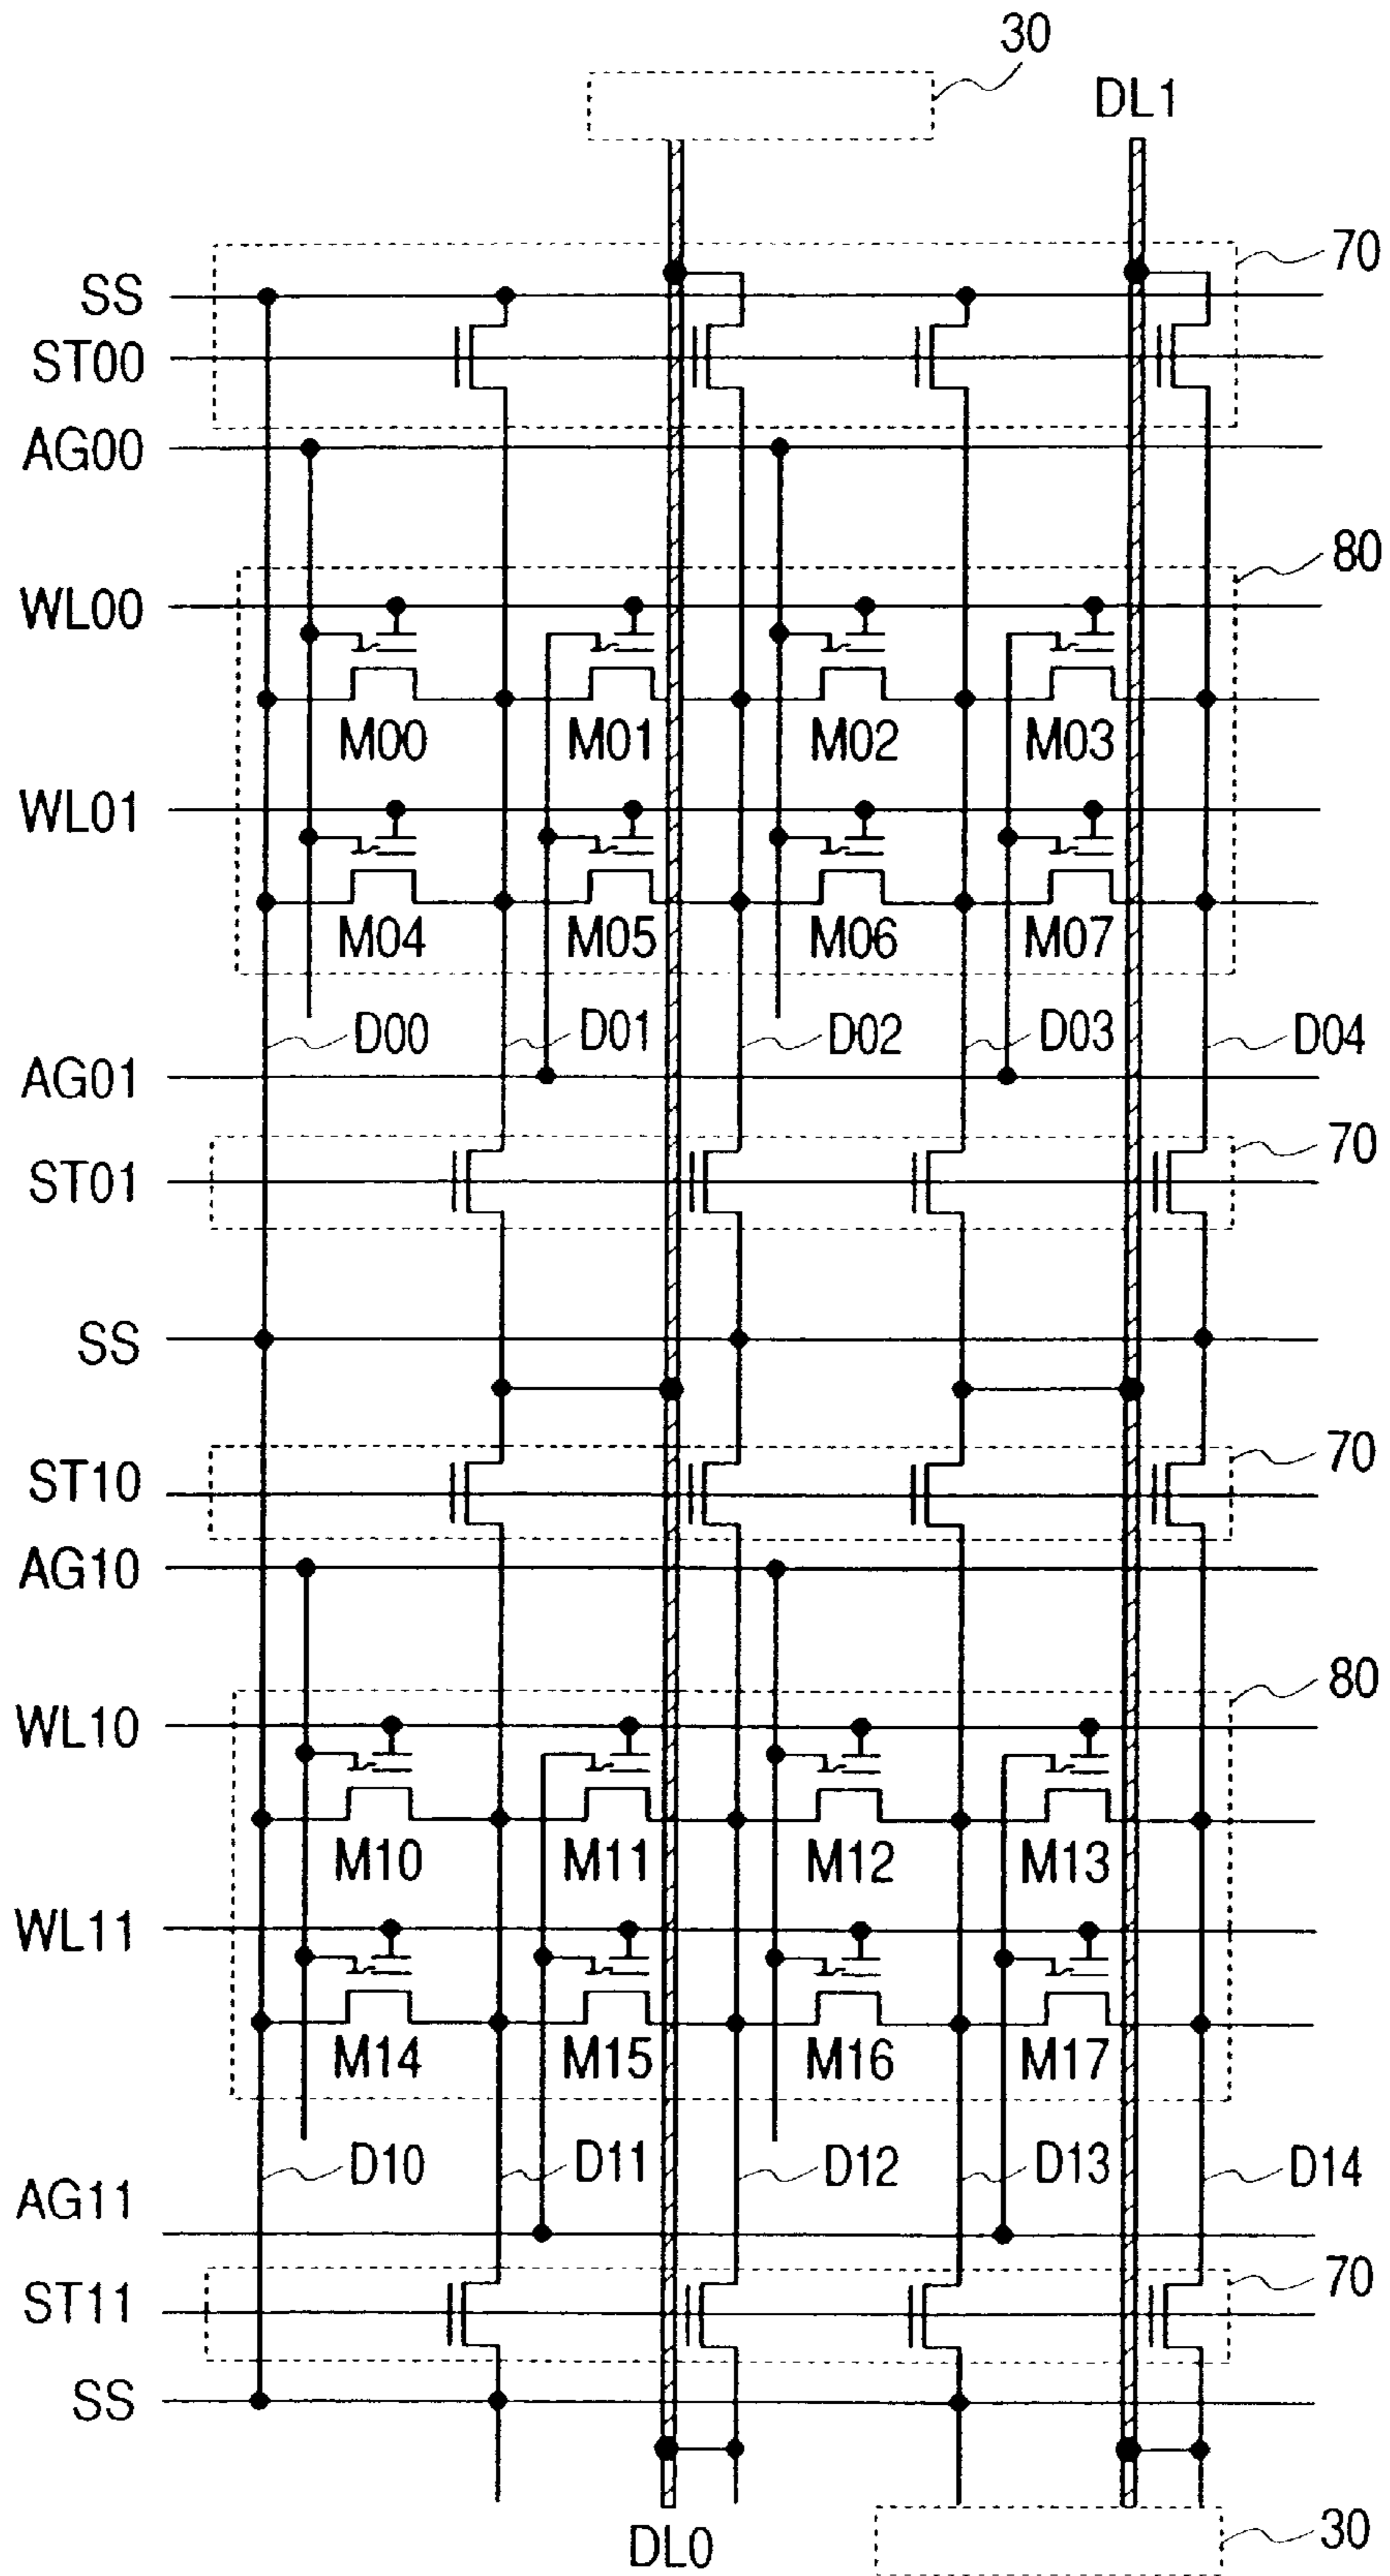 30
DL1
70
SS
ST00
AG00
80
WL00
M00 M01 M02 M03
WL01
M04 M05 M06 M07
D00 D01 D02 D03 D04
AG01
70
ST01
SS
70
ST10
AG10
80
WL10
M10 M11 M12 M13
WL11
M14 M15 M16 M17
D10 D11 D12 D13 D14
AG11
70
ST11
SS
DL0
30